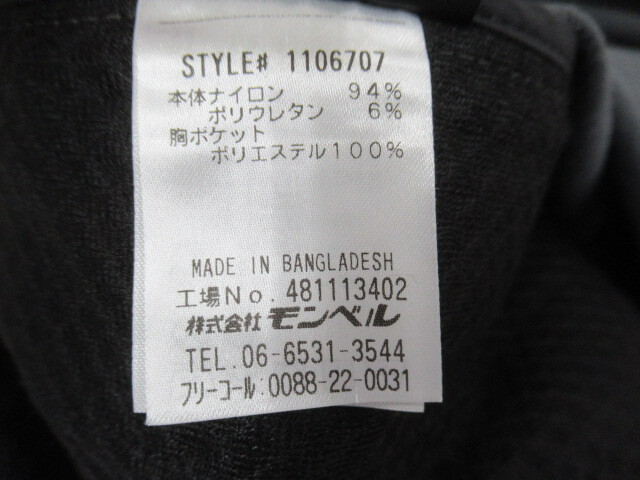 STYLE# 1106707
本体ナイロン 94%
ポリウレタン 6%
胸ポケット
ポリエステル100%
MADE IN BANGLADESH
工場No. 481113402
株式会社 モンベル
TEL. 06-6531-3544
フリーコール: 0088-22-0031